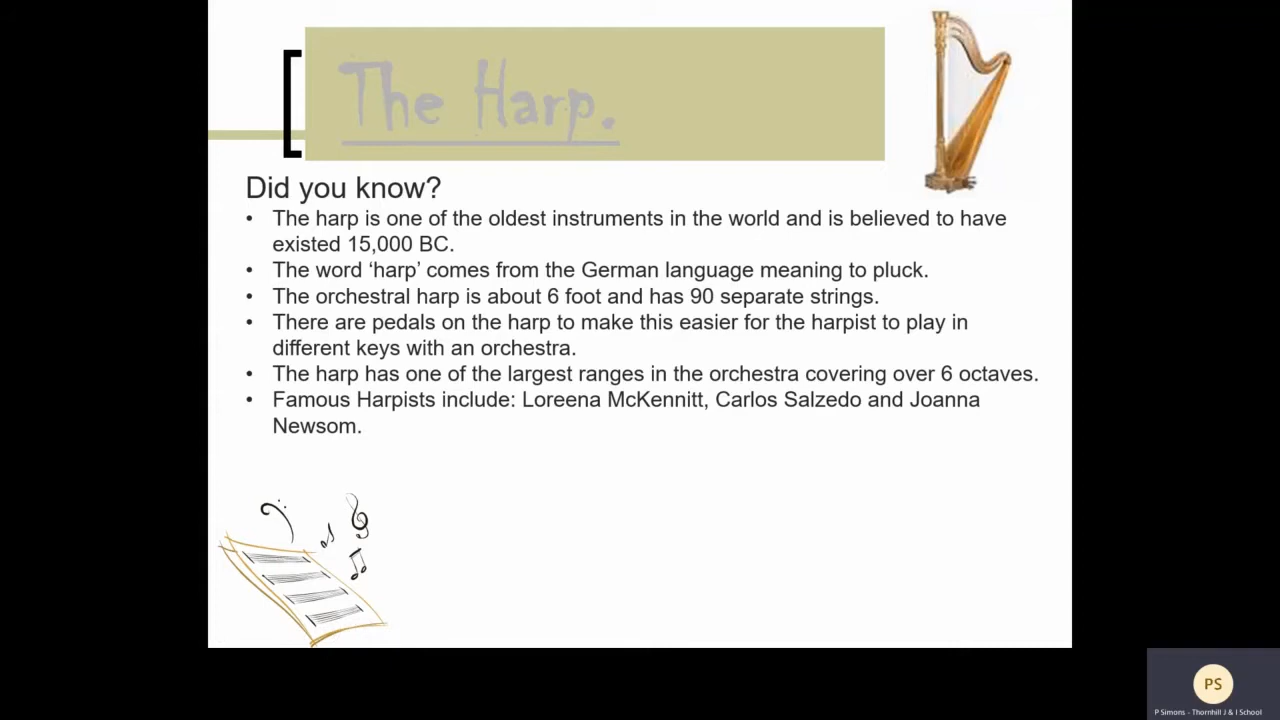 The Harp.
Did you know?
• The harp is one of the oldest instruments in the world and is believed to have
existed 15,000 BC.
• The word ‘harp’ comes from the German language meaning to pluck.
• The orchestral harp is about 6 foot and has 90 separate strings.
• There are pedals on the harp to make this easier for the harpist to play in
different keys with an orchestra.
• The harp has one of the largest ranges in the orchestra covering over 6 octaves.
• Famous Harpists include: Loreena McKennitt, Carlos Salzedo and Joanna
Newsom.
PS
P Simons - Thornhill J & I School